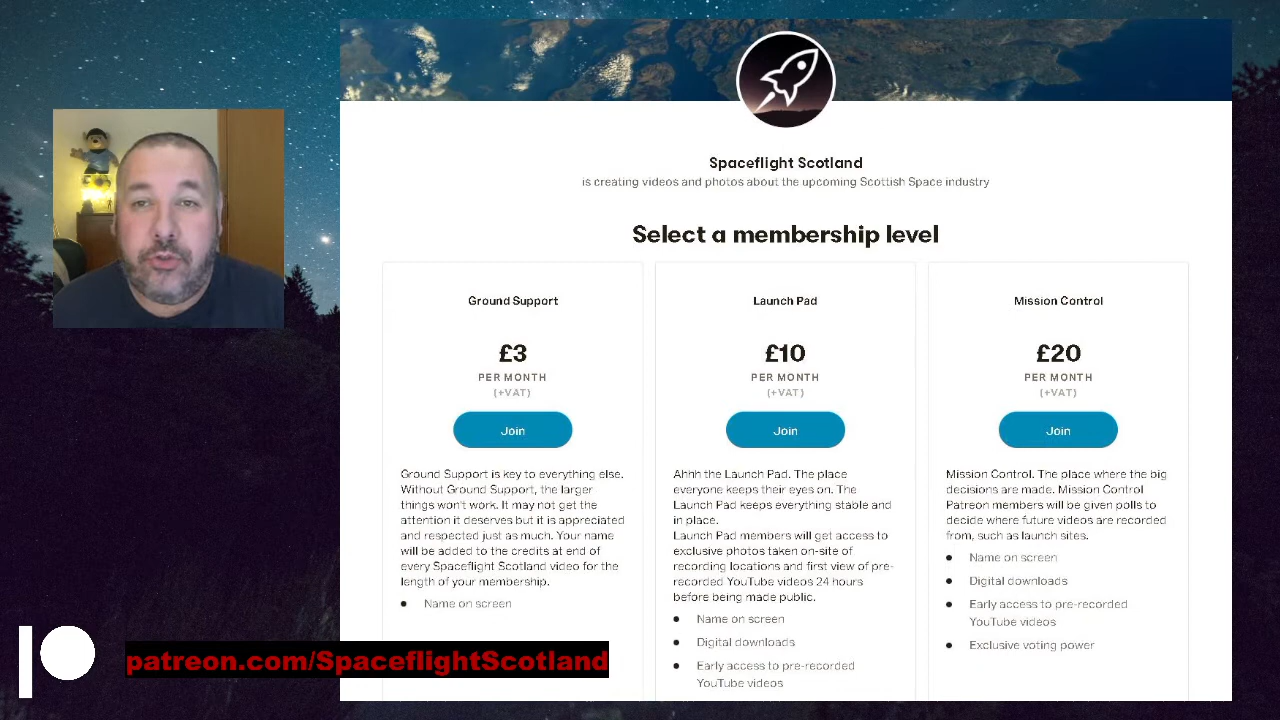 Spaceflight Scotland
is creating videos and photos about the upcoming Scottish Space industry
Select a membership level
Ground Support
£3
PER MONTH
(+VAT)
Join
Ground Support is key to everything else.
Without Ground Support, the larger
things won't work. It may not get the
attention it deserves but it is appreciated
and respected just as much. Your name
will be added to the credits at end of
every Spaceflight Scotland video for the
length of your membership.
Name on screen
Launch Pad
£10
PER MONTH
(+VAT)
Join
Ahhh the Launch Pad. The place
everyone keeps their eyes on. The
Launch Pad keeps everything stable and
in place.
Launch Pad members will get access to
exclusive photos taken on-site of
recording locations and first view of pre-
recorded YouTube videos 24 hours
before being made public.
Name on screen
Digital downloads
Early access to pre-recorded
YouTube videos
Mission Control
£20
PER MONTH
(+VAT)
Join
Mission Control. The place where the big
decisions are made. Mission Control
Patreon members will be given polls to
decide where future videos are recorded
from, such as launch sites.
Name on screen
Digital downloads
Early access to pre-recorded
YouTube videos
Exclusive voting power
patreon.com/SpaceflightScotland